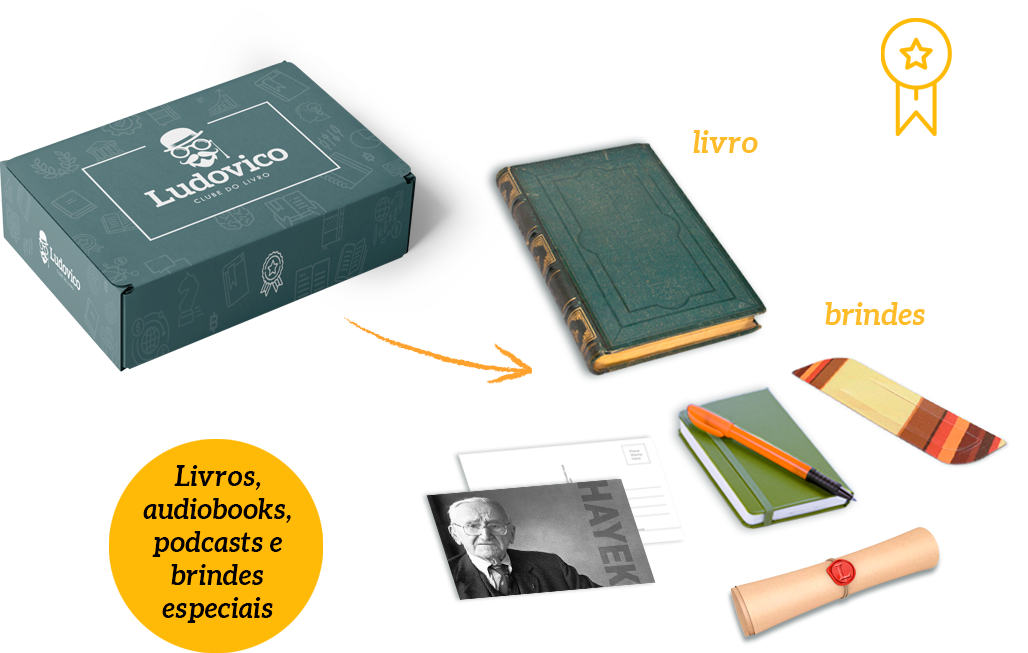 Ludovico
CLUBE DO LIVRO
Ludovico
livro
brindes
HAYEK
L
Livros,
audiobooks,
podcasts e
brindes
especiais